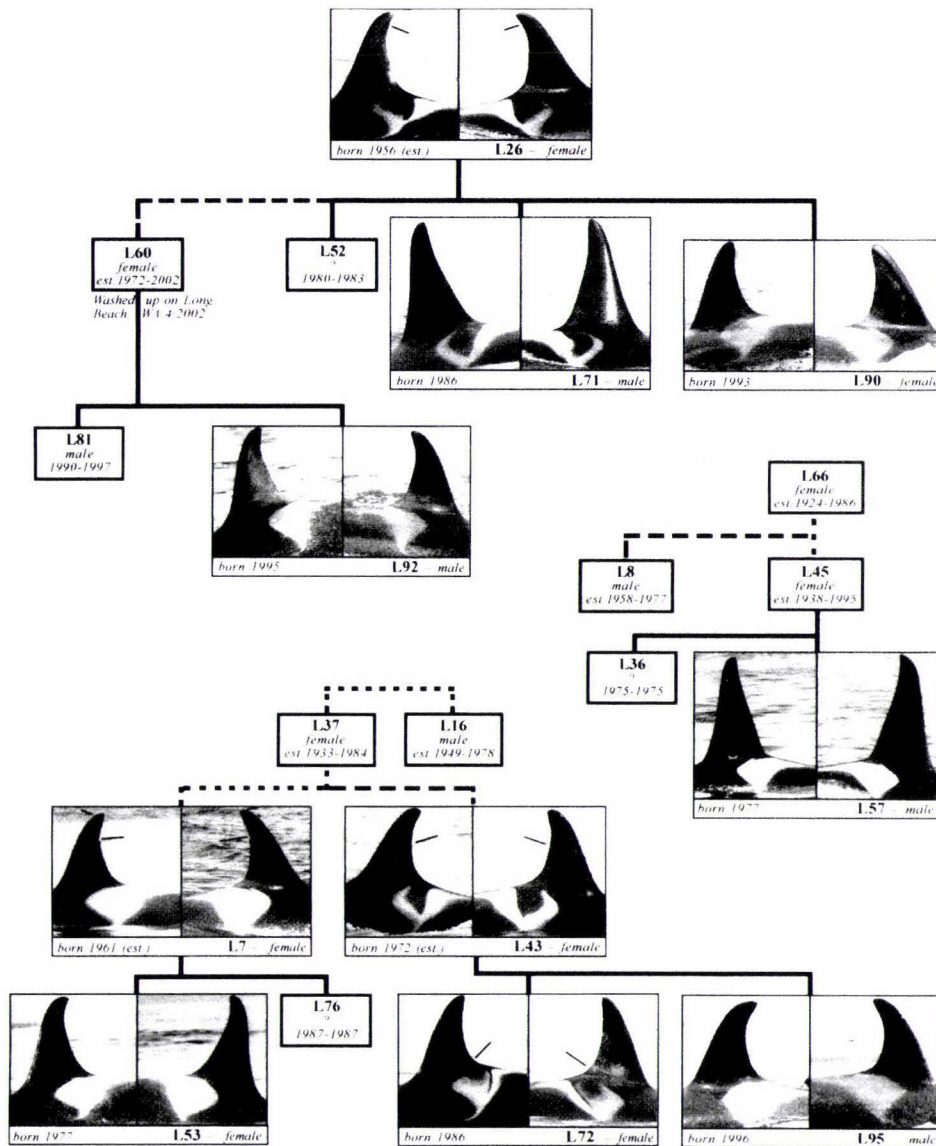 born 1956 (est.) L26 – female
L60
female
est.1972-2002
Washed up on Long
Beach, WA 4/2002
L52
?
1980-1983
born 1986 L71 – male
born 1993 L90 – female
L81
male
1990-1997
born 1995 L92 – male
L66
female
est.1924-1986
L8
male
est.1958-1977
L45
female
est.1938-1995
L36
?
1975-1975
born 1977 L57 – male
L37
female
est.1933-1984
L16
male
est.1949-1978
born 1961 (est.) L7 – female
born 1972 (est.) L43 – female
born 1977 L53 – female
L76
?
1987-1987
born 1986 L72 – female
born 1996 L95 – male